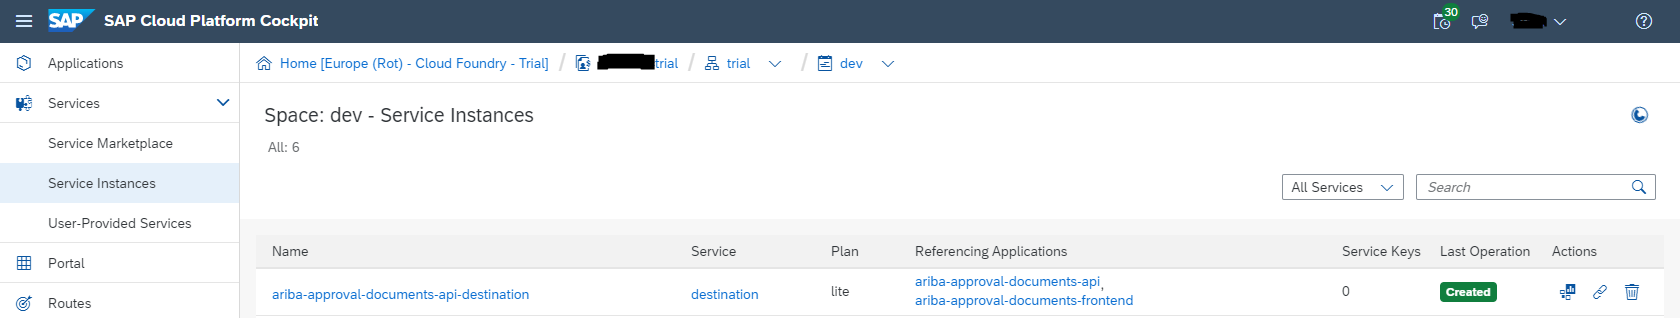 SAP SAP Cloud Platform Cockpit 30
Applications
Home [Europe (Rot) - Cloud Foundry - Trial] / trial / trial / dev
Services
Service Marketplace
Service Instances
User-Provided Services
Portal
Routes
Space: dev - Service Instances
All: 6
All Services Search
Name Service Plan Referencing Applications Service Keys Last Operation Actions
ariba-approval-documents-api-destination destination lite ariba-approval-documents-api, 0 Created
ariba-approval-documents-frontend